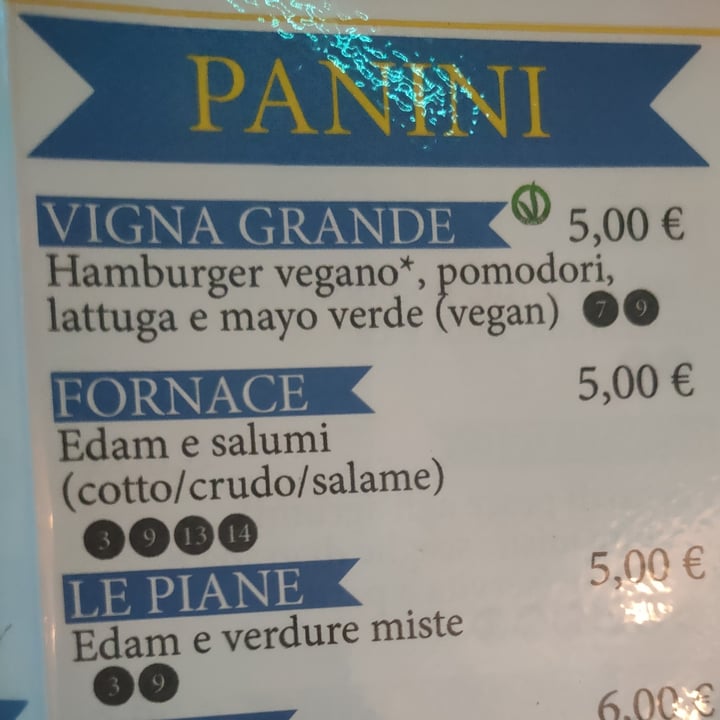 PANINI
VIGNA GRANDE 5,00 €
Hamburger vegano*, pomodori,
lattuga e mayo verde (vegan) 7 9
FORNACE 5,00 €
Edam e salumi
(cotto/crudo/salame)
3 9 13 14
LE PIANE 5,00 €
Edam e verdure miste
3 9
6,00 €